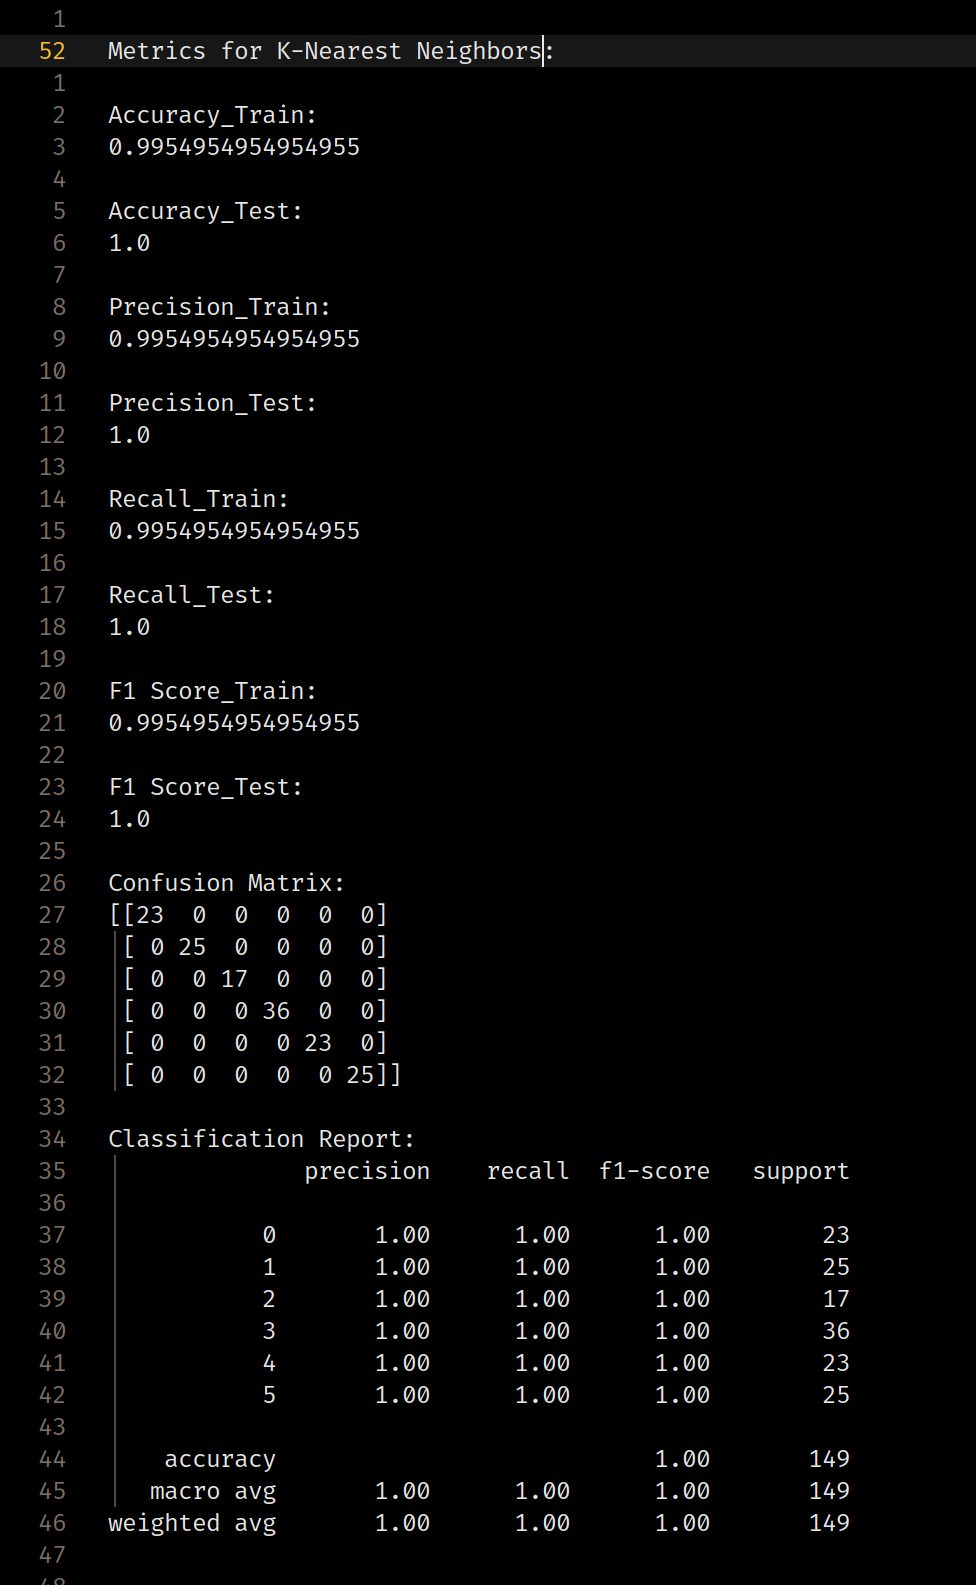 1
52 Metrics for K-Nearest Neighbors:
1
2 Accuracy_Train:
3 0.9954954954954955
4
5 Accuracy_Test:
6 1.0
7
8 Precision_Train:
9 0.9954954954954955
10
11 Precision_Test:
12 1.0
13
14 Recall_Train:
15 0.9954954954954955
16
17 Recall_Test:
18 1.0
19
20 F1 Score_Train:
21 0.9954954954954955
22
23 F1 Score_Test:
24 1.0
25
26 Confusion Matrix:
27 [[23  0  0  0  0  0]
28  [ 0 25  0  0  0  0]
29  [ 0  0 17  0  0  0]
30  [ 0  0  0 36  0  0]
31  [ 0  0  0  0 23  0]
32  [ 0  0  0  0  0 25]]
33
34 Classification Report:
35               precision    recall  f1-score   support
36
37            0       1.00      1.00      1.00        23
38            1       1.00      1.00      1.00        25
39            2       1.00      1.00      1.00        17
40            3       1.00      1.00      1.00        36
41            4       1.00      1.00      1.00        23
42            5       1.00      1.00      1.00        25
43
44     accuracy                           1.00       149
45    macro avg       1.00      1.00      1.00       149
46 weighted avg       1.00      1.00      1.00       149
47
48